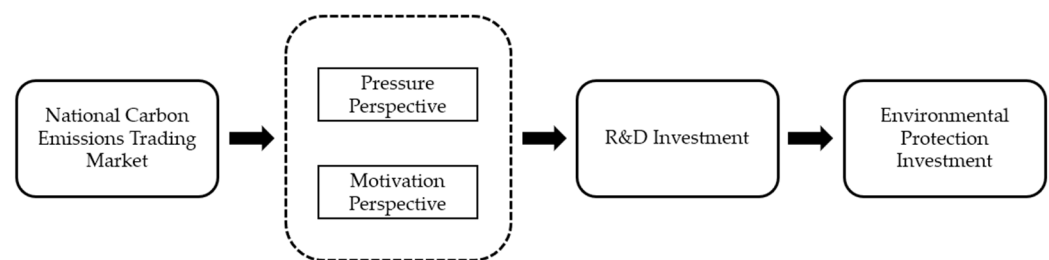 National Carbon
Emissions Trading
Market
Pressure
Perspective
Motivation
Perspective
R&D Investment
Environmental
Protection
Investment